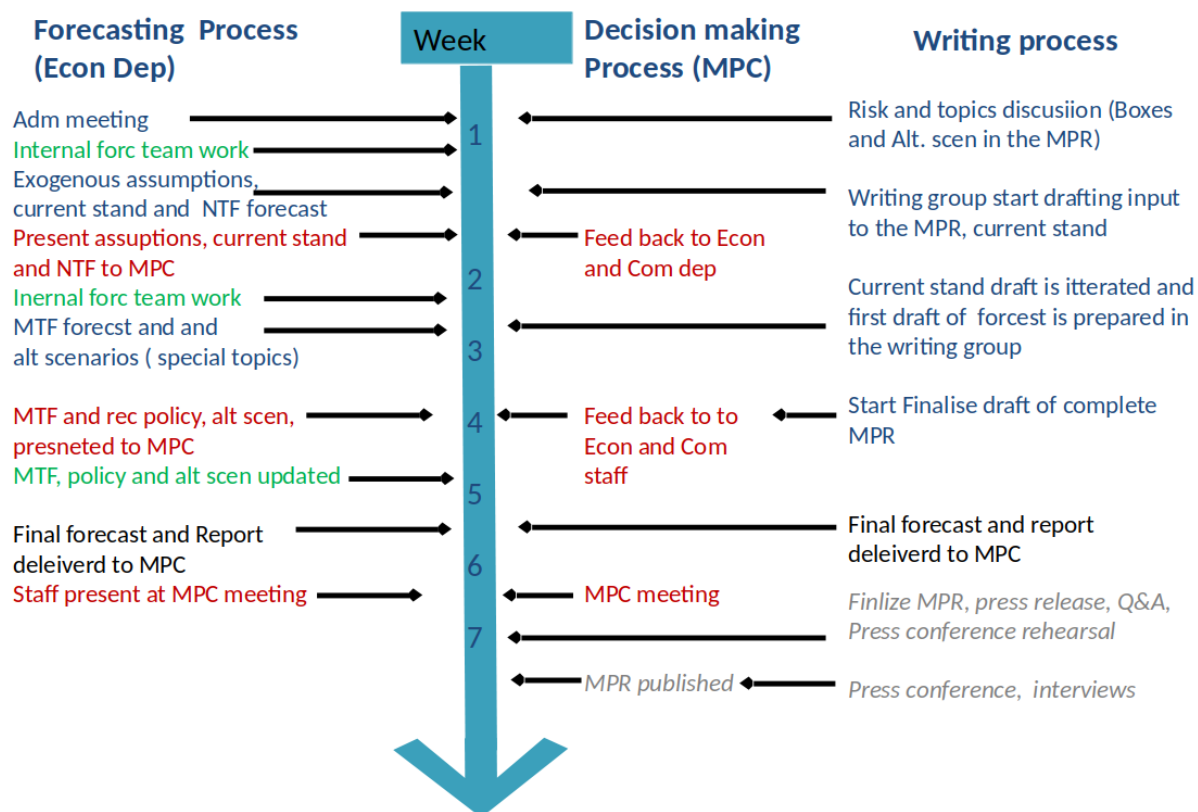 Forecasting  Process
(Econ Dep)
Week
Decision making
Process (MPC)
Writing process
Adm meeting
Internal forc team work
Exogenous assumptions,
current stand and  NTF forecast
Present assuptions, current stand
and NTF to MPC
Inernal forc team work
MTF forecst and and
alt scenarios ( special topics)
MTF and rec policy, alt scen,
presneted to MPC
MTF, policy and alt scen updated
Final forecast and Report
deleiverd to MPC
Staff present at MPC meeting
1
2
3
4
5
6
7
Feed back to Econ
and Com dep
Feed back to to
Econ and Com
staff
MPC meeting
MPR published
Risk and topics discusiion (Boxes
and Alt. scen in the MPR)
Writing group start drafting input
to the MPR, current stand
Current stand draft is itterated and
first draft of  forcest is prepared in
the writing group
Start Finalise draft of complete
MPR
Final forecast and report
deleiverd to MPC
Finlize MPR, press release, Q&A,
Press conference rehearsal
Press conference,  interviews